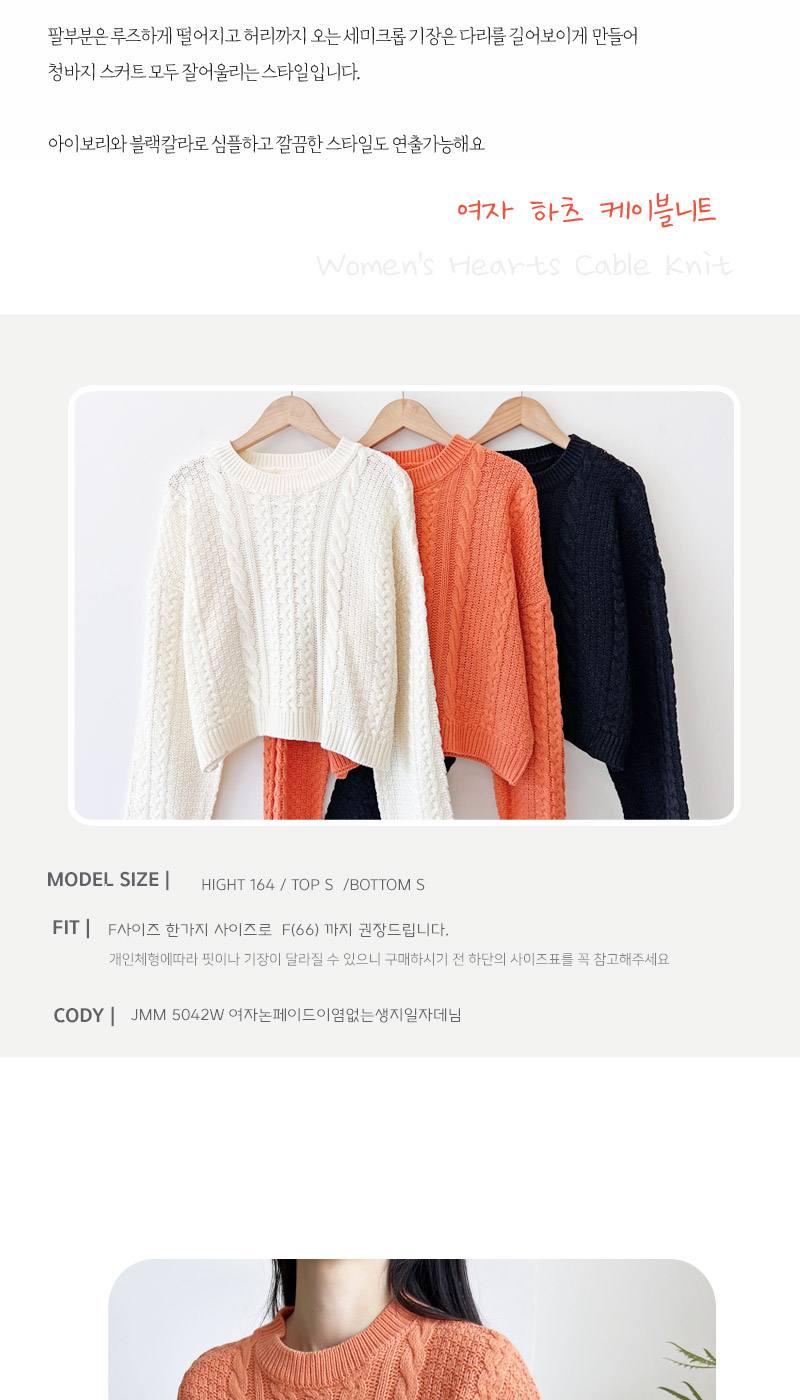 팔부분은 루즈하게 떨어지고 허리까지 오는 세미크롭 기장은 다리를 길어보이게 만들어
청바지 스커트 모두 잘어울리는 스타일입니다.
아이보리와 블랙칼라로 심플하고 깔끔한 스타일도 연출가능해요
여자 하츠 케이블니트
Women's Hearts Cable Knit
MODEL SIZE | HIGHT 164 / TOP S /BOTTOM S
FIT | F사이즈 한가지 사이즈로 F(66) 까지 권장드립니다.
개인체형에따라 핏이나 기장이 달라질 수 있으니 구매하시기 전 하단의 사이즈표를 꼭 참고해주세요
CODY | JMM 5042W 여자논페이드이염없는생지일자데님